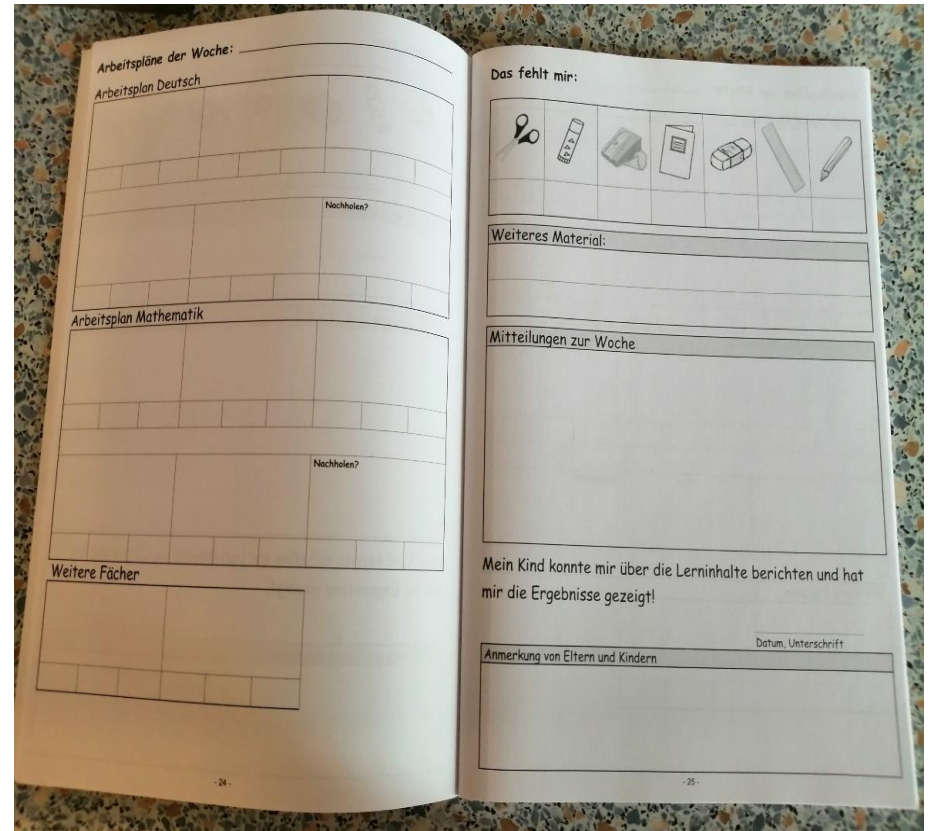 Arbeitspläne der Woche:
Arbeitsplan Deutsch
Nachholen?
Arbeitsplan Mathematik
Nachholen?
Weitere Fächer
- 24 -
Das fehlt mir:
Weiteres Material:
Mitteilungen zur Woche
Mein Kind konnte mir über die Lerninhalte berichten und hat
mir die Ergebnisse gezeigt!
Datum, Unterschrift
Anmerkung von Eltern und Kindern
- 25 -